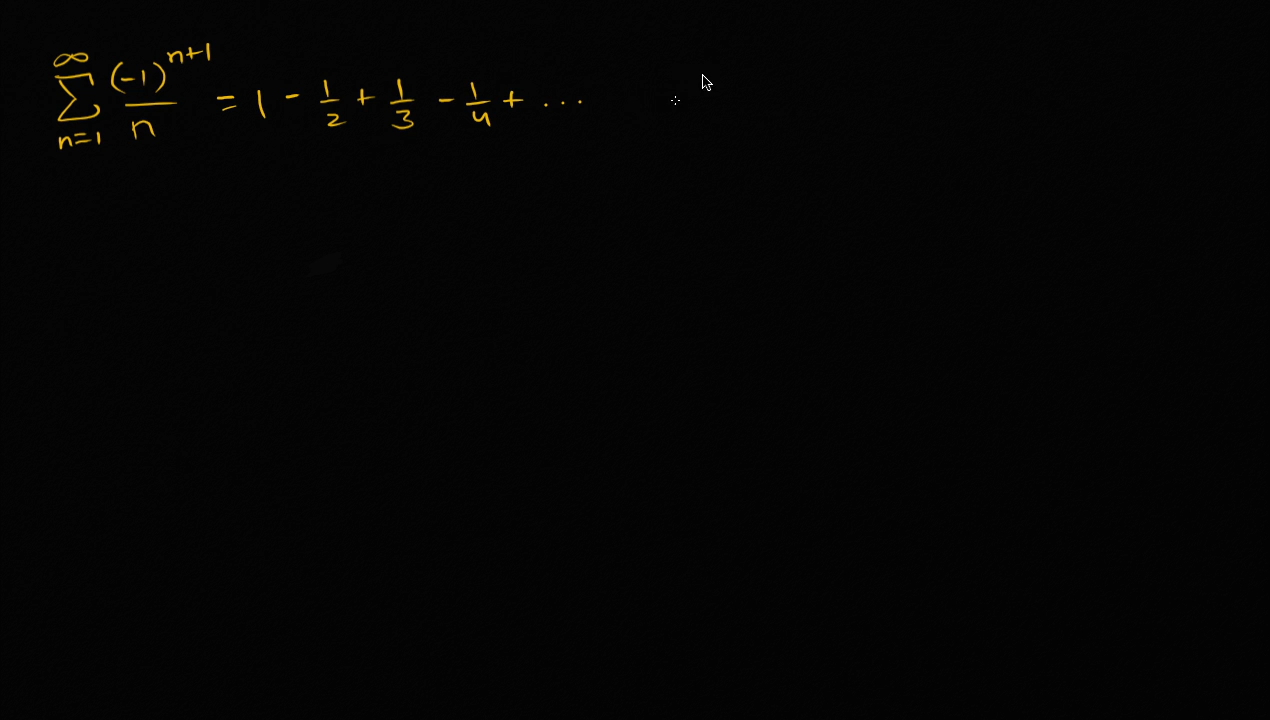 ∞ ∑ n=1 (-1)^{n+1} / n = 1 - 1/2 + 1/3 - 1/4 + ...